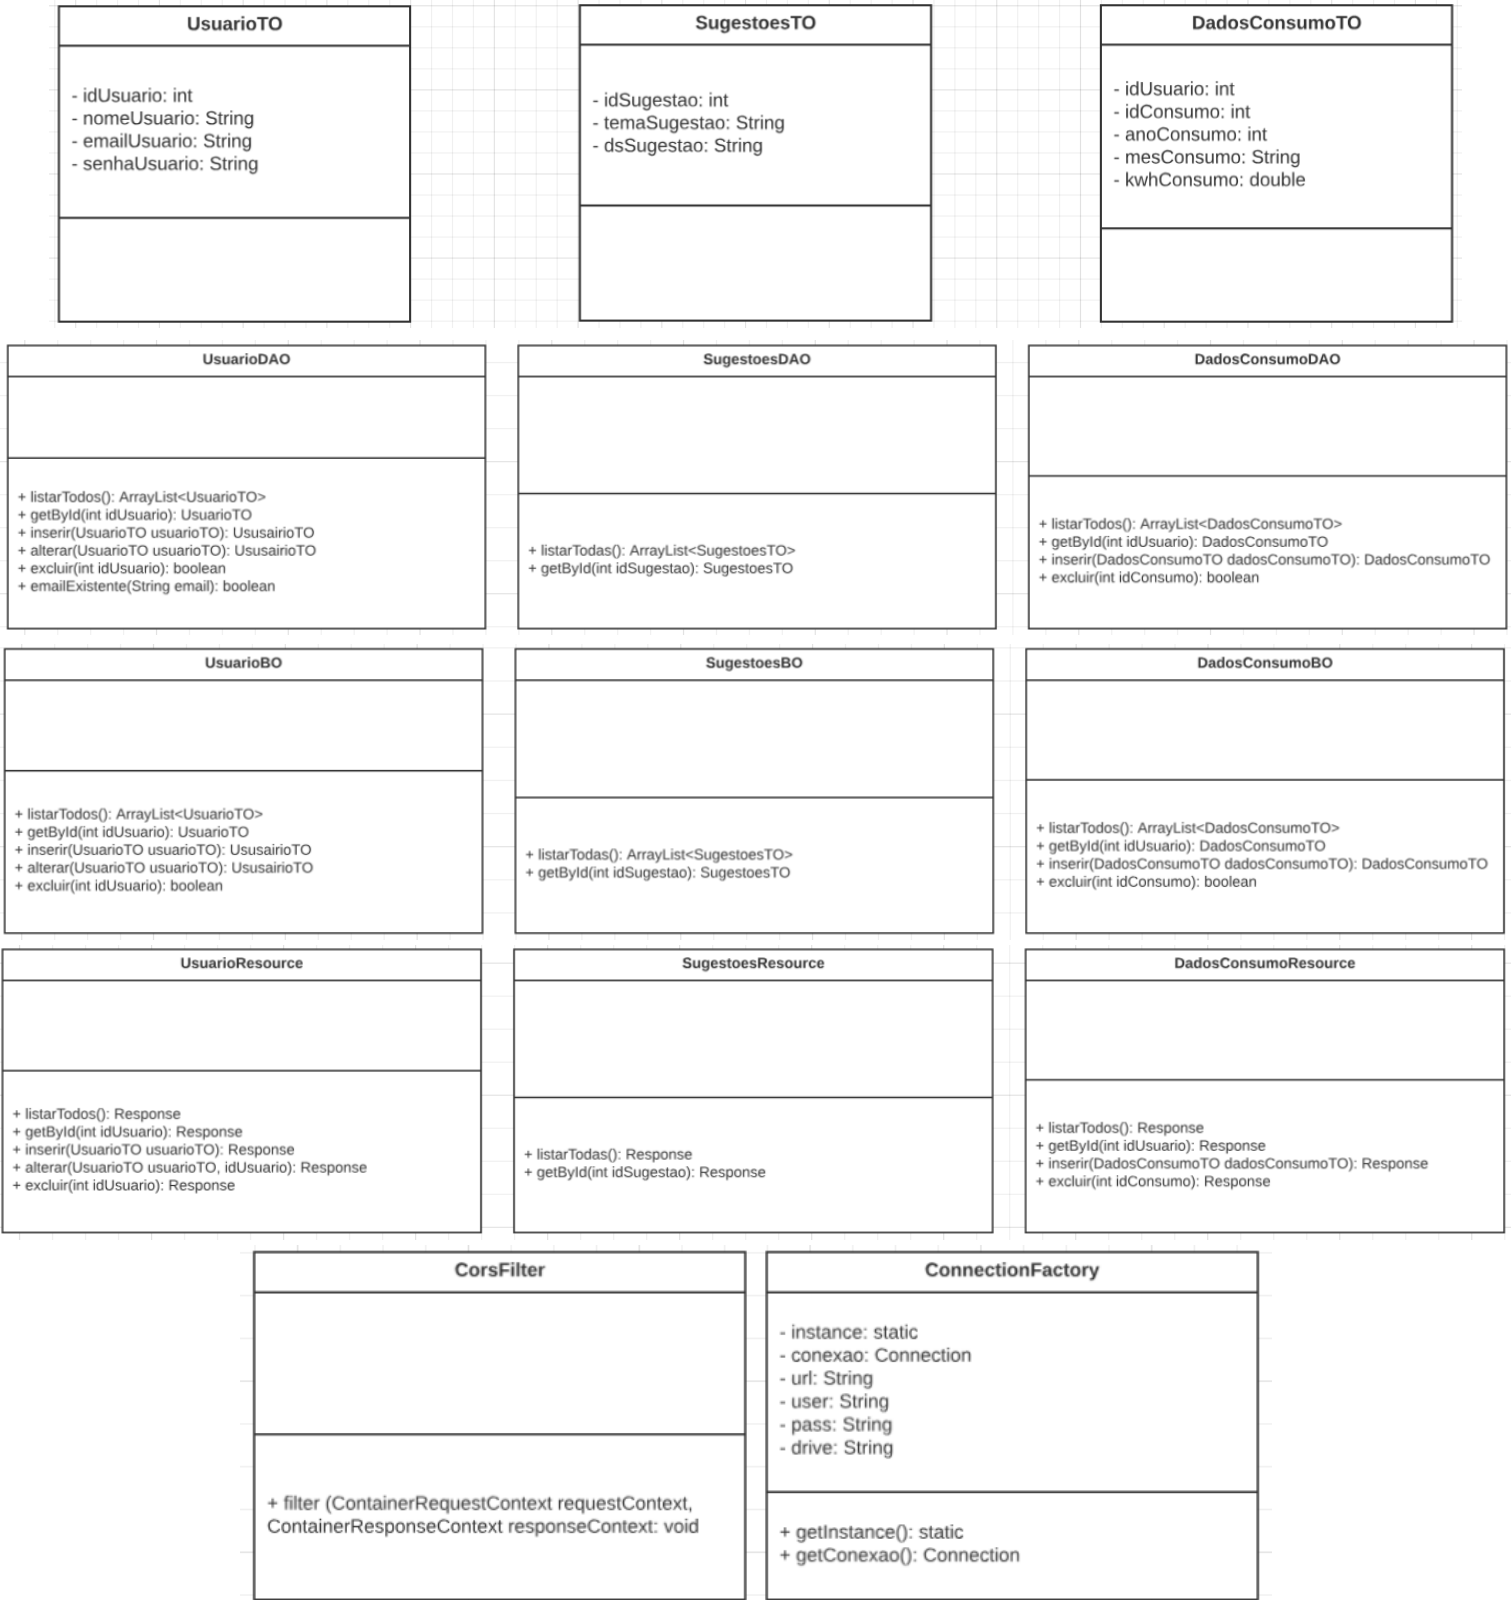 UsuarioTO
- idUsuario: int
- nomeUsuario: String
- emailUsuario: String
- senhaUsuario: String
SugestoesTO
- idSugestao: int
- temaSugestao: String
- dsSugestao: String
DadosConsumoTO
- idUsuario: int
- idConsumo: int
- anoConsumo: int
- mesConsumo: String
- kwhConsumo: double
UsuarioDAO
+ listarTodos(): ArrayList<UsuarioTO>
+ getById(int idUsuario): UsuarioTO
+ inserir(UsuarioTO usuarioTO): UsusairioTO
+ alterar(UsuarioTO usuarioTO): UsusairioTO
+ excluir(int idUsuario): boolean
+ emailExistente(String email): boolean
SugestoesDAO
+ listarTodas(): ArrayList<SugestoesTO>
+ getById(int idSugestao): SugestoesTO
DadosConsumoDAO
+ listarTodos(): ArrayList<DadosConsumoTO>
+ getById(int idUsuario): DadosConsumoTO
+ inserir(DadosConsumoTO dadosConsumoTO): DadosConsumoTO
+ excluir(int idConsumo): boolean
UsuarioBO
+ listarTodos(): ArrayList<UsuarioTO>
+ getById(int idUsuario): UsuarioTO
+ inserir(UsuarioTO usuarioTO): UsusairioTO
+ alterar(UsuarioTO usuarioTO): UsusairioTO
+ excluir(int idUsuario): boolean
SugestoesBO
+ listarTodas(): ArrayList<SugestoesTO>
+ getById(int idSugestao): SugestoesTO
DadosConsumoBO
+ listarTodos(): ArrayList<DadosConsumoTO>
+ getById(int idUsuario): DadosConsumoTO
+ inserir(DadosConsumoTO dadosConsumoTO): DadosConsumoTO
+ excluir(int idConsumo): boolean
UsuarioResource
+ listarTodos(): Response
+ getById(int idUsuario): Response
+ inserir(UsuarioTO usuarioTO): Response
+ alterar(UsuarioTO usuarioTO, idUsuario): Response
+ excluir(int idUsuario): Response
SugestoesResource
+ listarTodas(): Response
+ getById(int idSugestao): Response
DadosConsumoResource
+ listarTodos(): Response
+ getById(int idUsuario): Response
+ inserir(DadosConsumoTO dadosConsumoTO): Response
+ excluir(int idConsumo): Response
CorsFilter
+ filter (ContainerRequestContext requestContext,
ContainerResponseContext responseContext: void
ConnectionFactory
- instance: static
- conexao: Connection
- url: String
- user: String
- pass: String
- drive: String
+ getInstance(): static
+ getConexao(): Connection